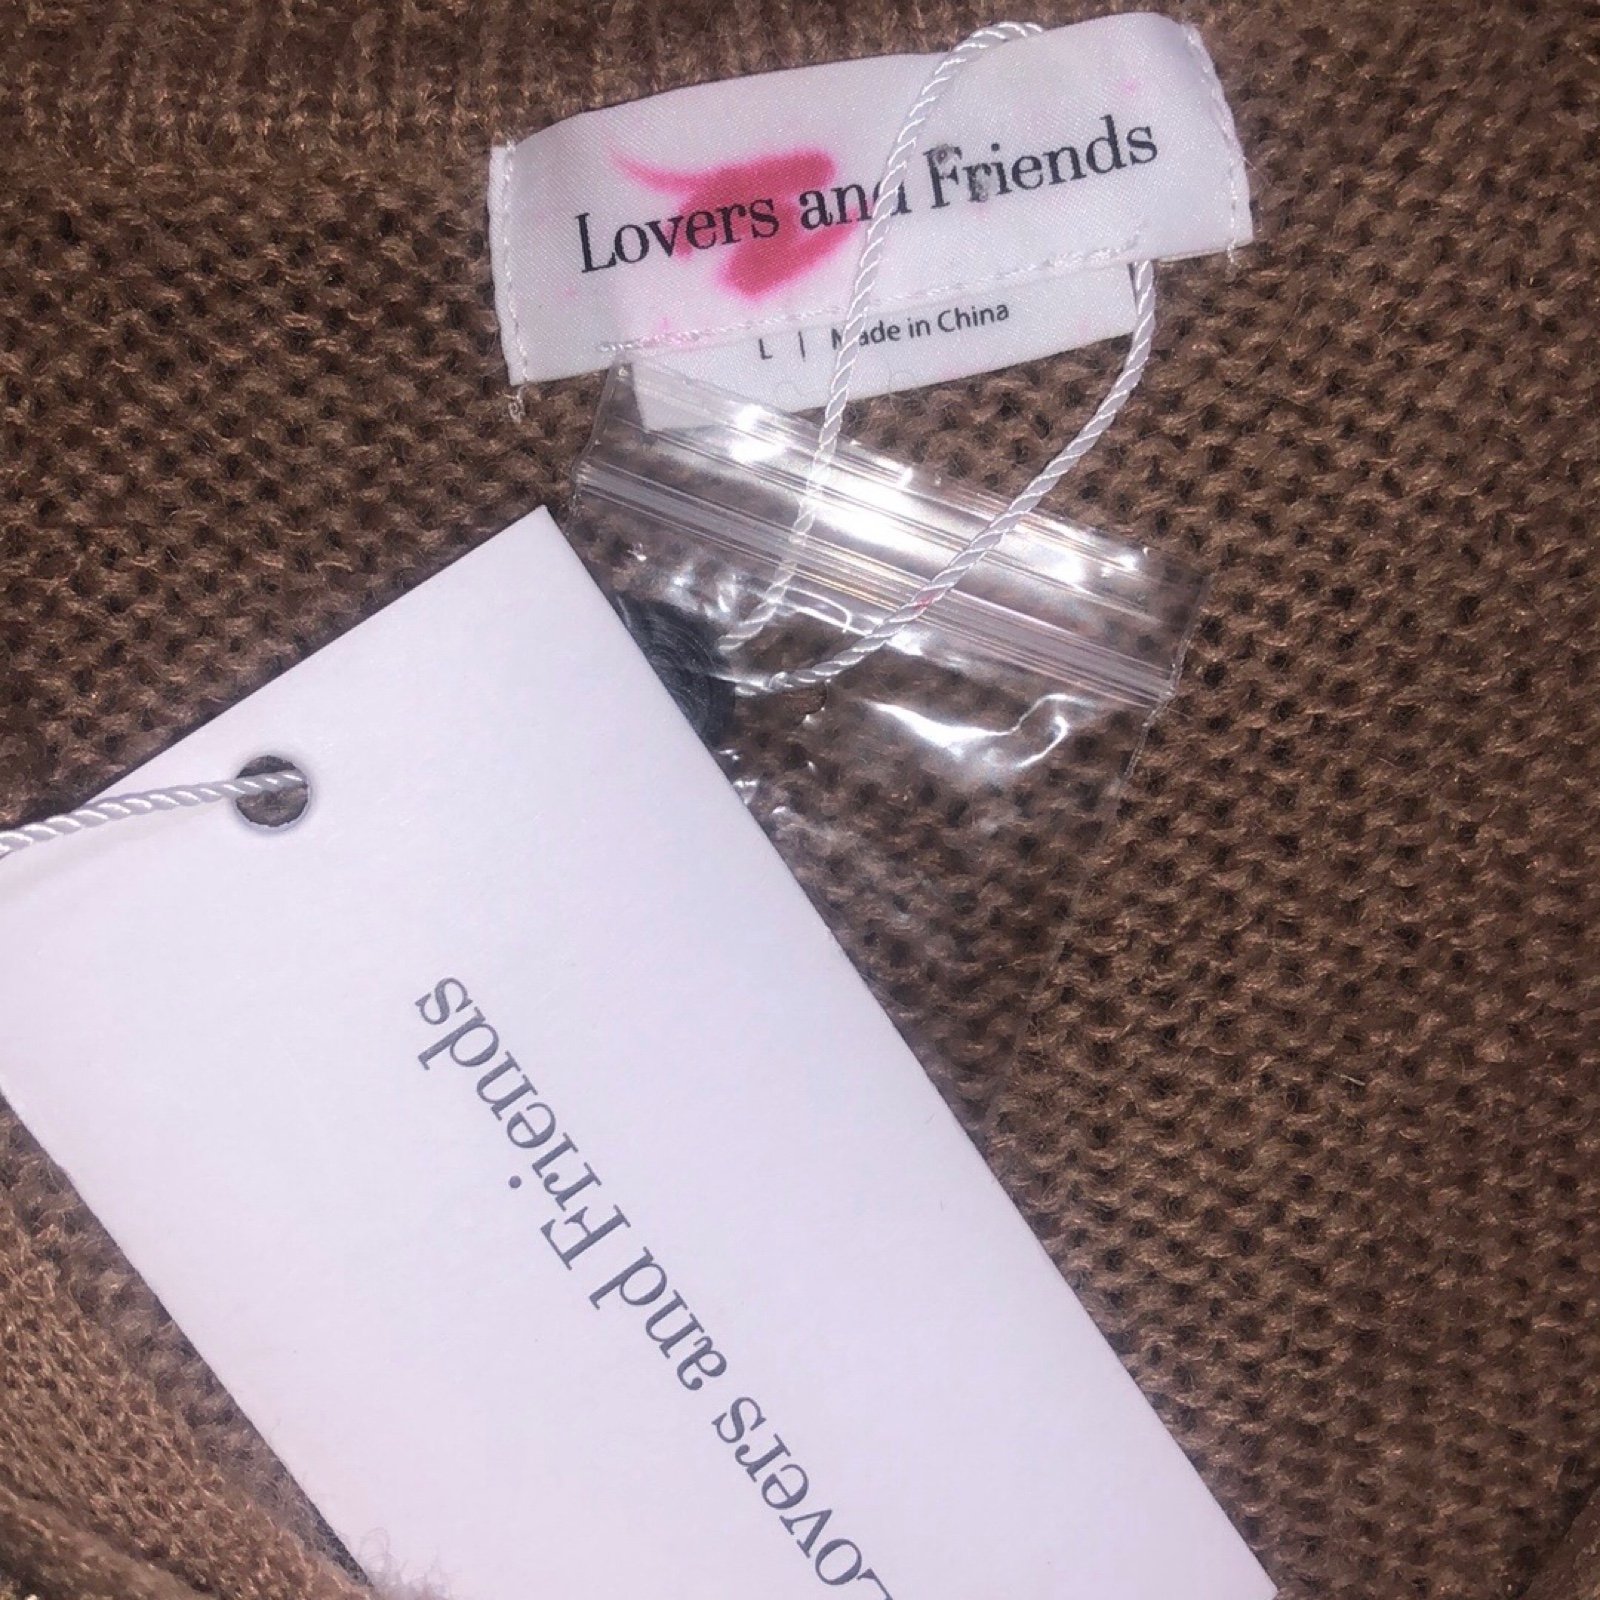 Lovers and Friends
L | Made in China
Lovers and Friends